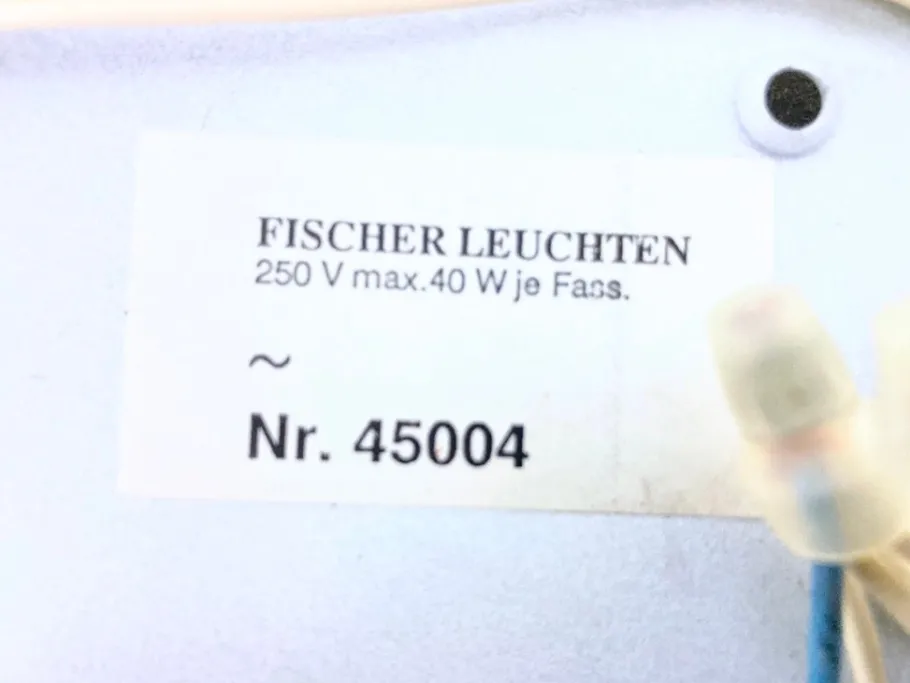 FISCHER LEUCHTEN
250 V max.40 W je Fass.
~
Nr. 45004